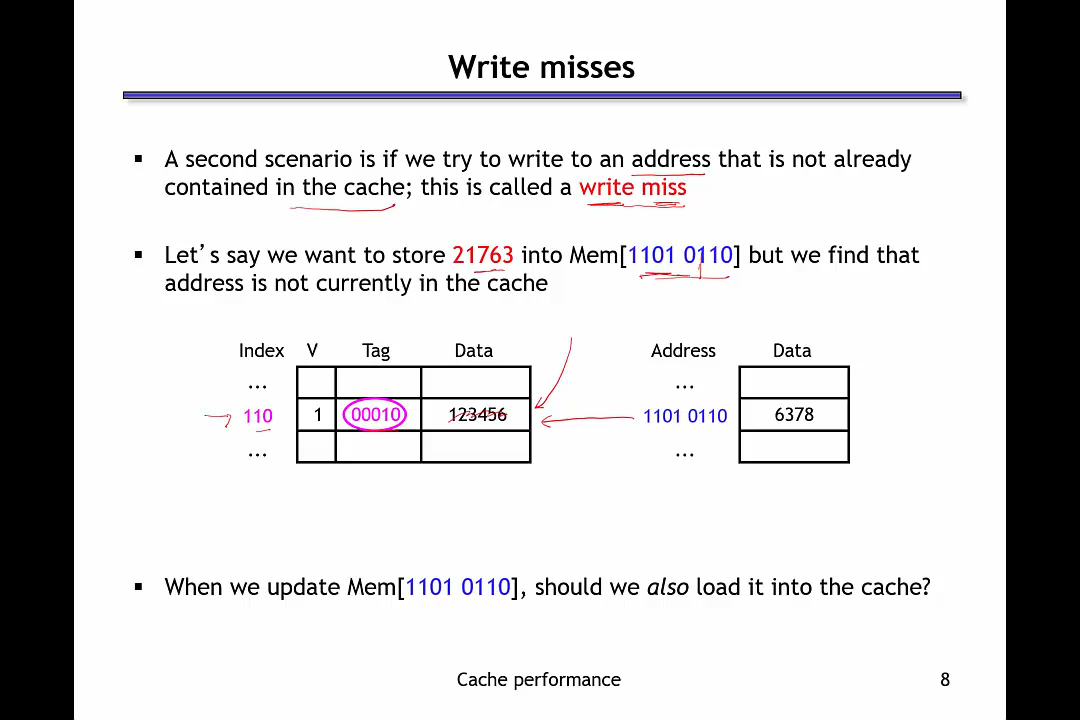 Write misses
▪ A second scenario is if we try to write to an address that is not already
contained in the cache; this is called a write miss
▪ Let's say we want to store 21763 into Mem[1101 0110] but we find that
address is not currently in the cache
Index V Tag Data Address Data
... ...
110 1 00010 123456 1101 0110 6378
... ...
▪ When we update Mem[1101 0110], should we also load it into the cache?
Cache performance 8